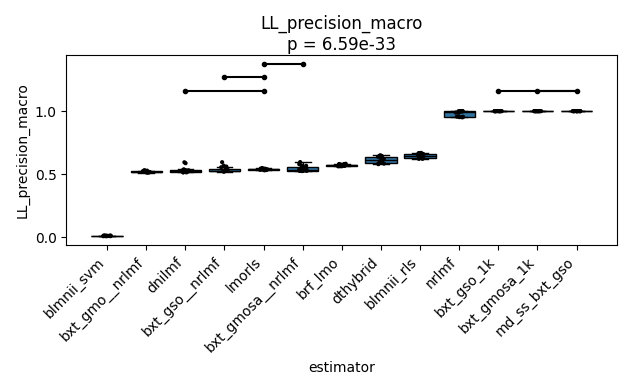 LL_precision_macro
p = 6.59e-33
LL_precision_macro
1.0
0.5
0.0
blmnii_svm
bxt_gmo__nrlmf
dnilmf
bxt_gso__nrlmf
lmorls
bxt_gmosa__nrlmf
brf_lmo
dthybrid
blmnii_rls
nrlmf
bxt_gso_1k
bxt_gmosa_1k
md_ss_bxt_gso
estimator